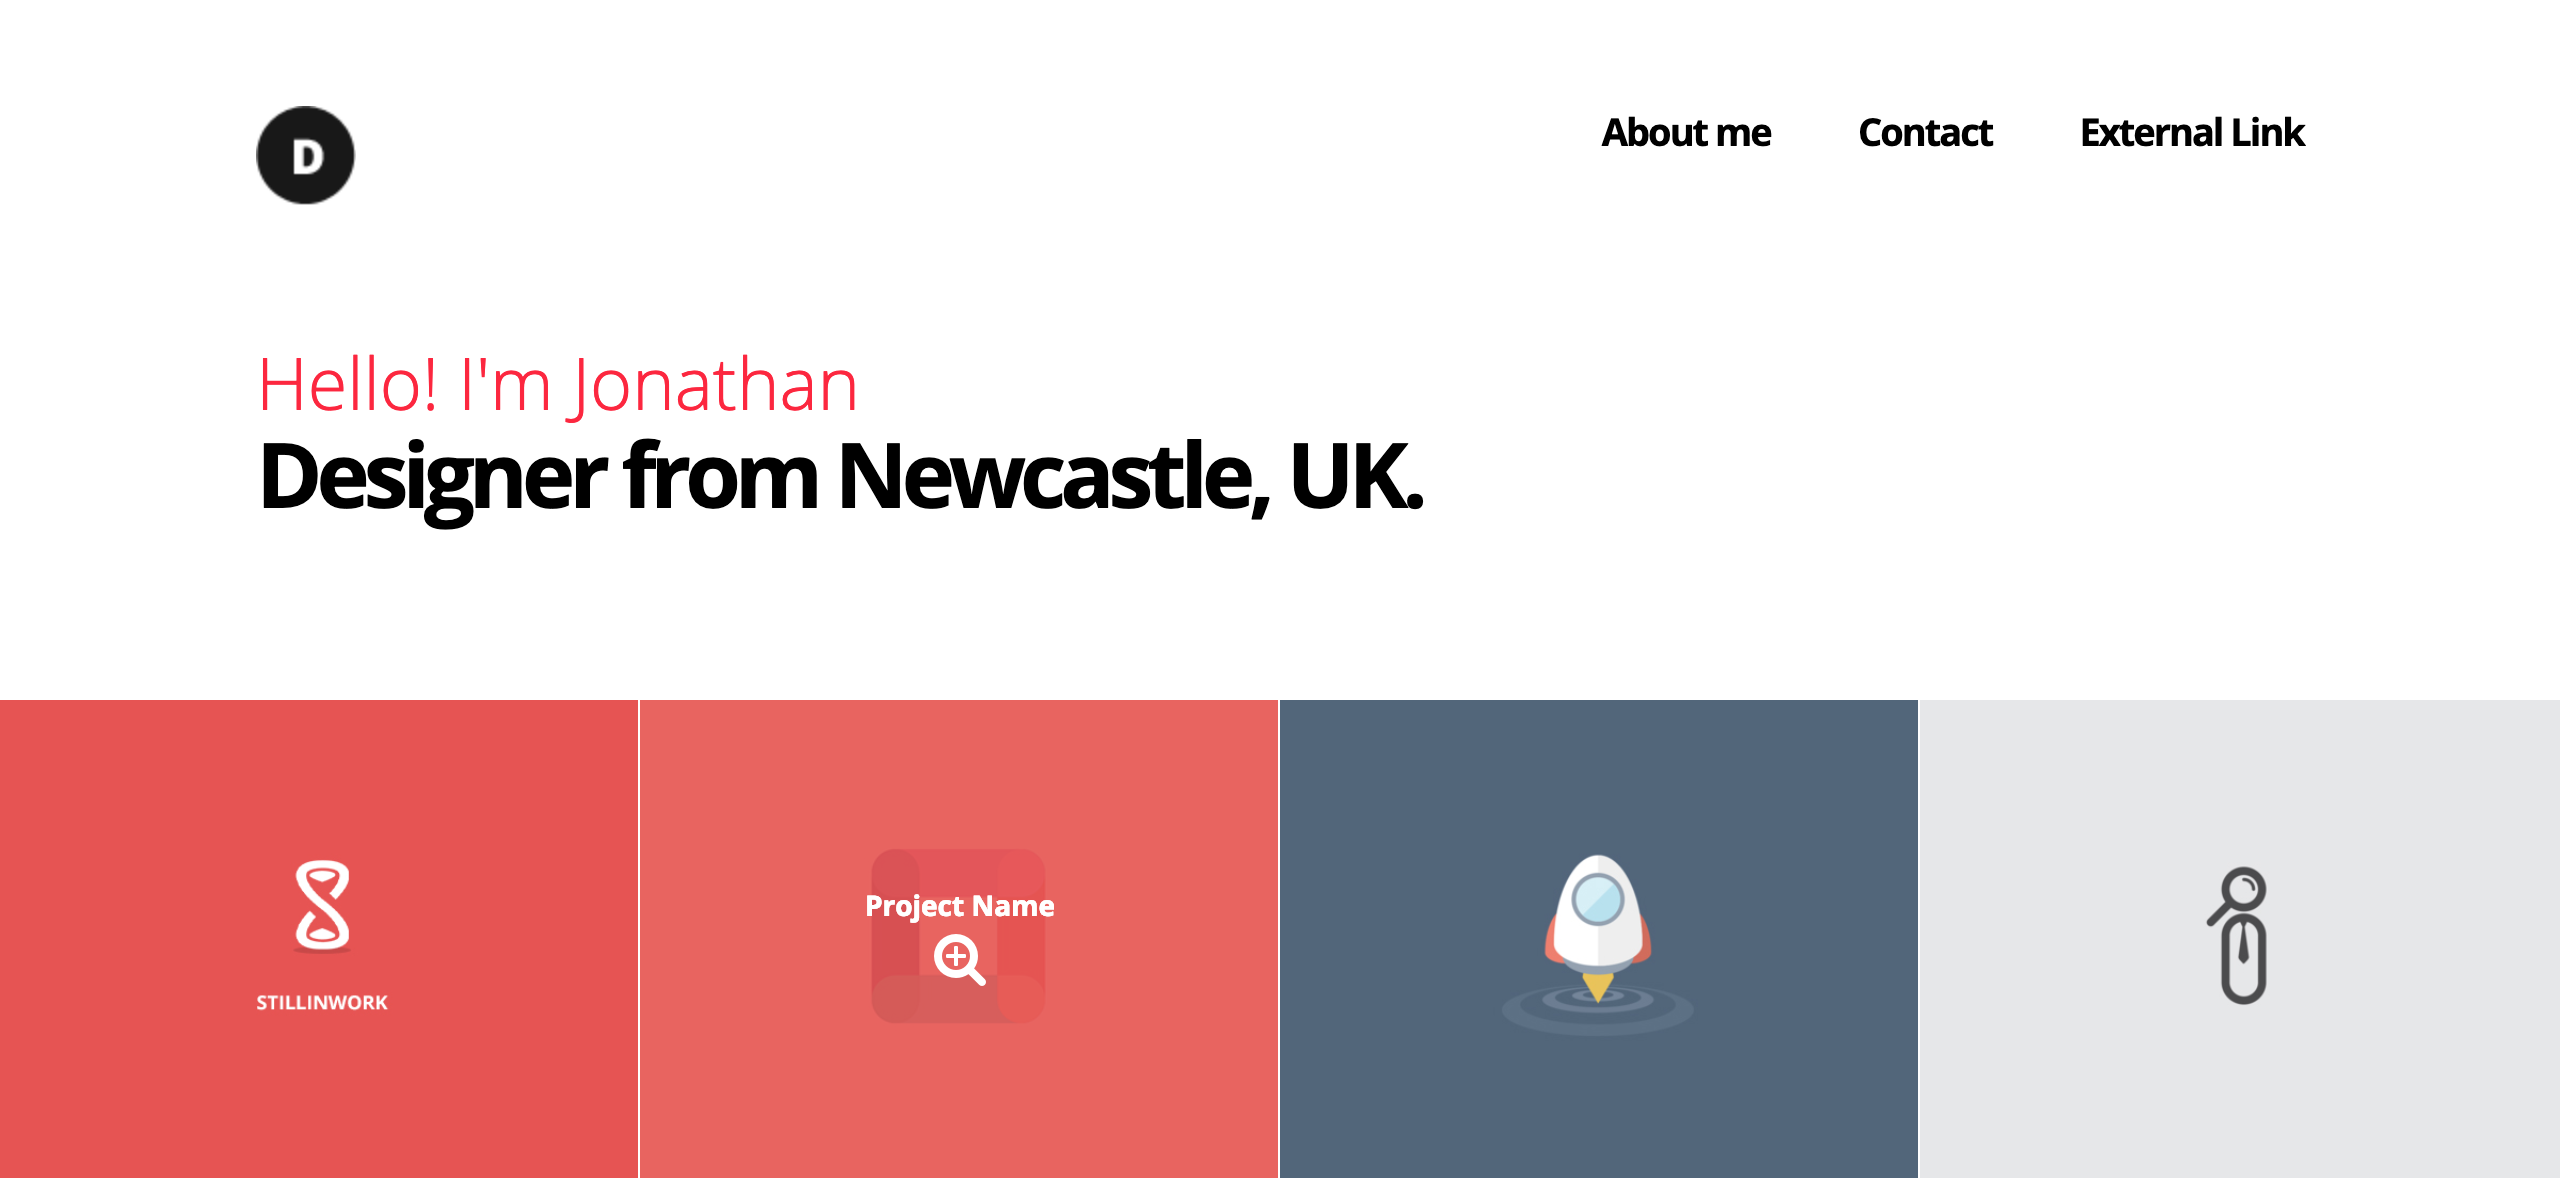 D
About me
Contact
External Link
Hello! I'm Jonathan
Designer from Newcastle, UK.
STILLINWORK
Project Name